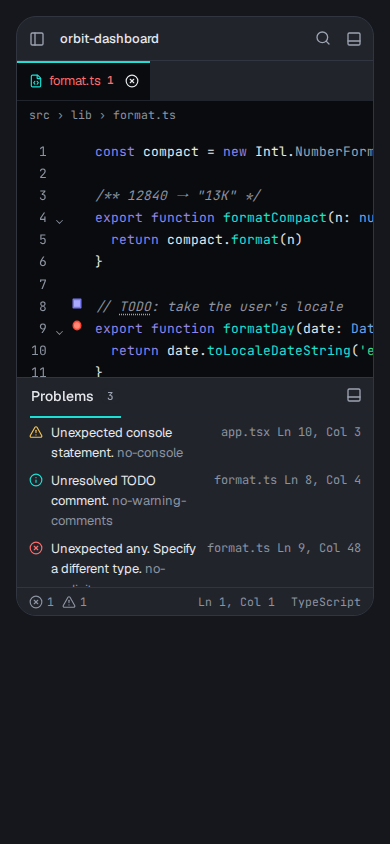 orbit-dashboard
format.ts 1
src › lib › format.ts
1 const compact = new Intl.NumberForm
2
3 /** 12840 → "13K" */
4 export function formatCompact(n: nu
5 return compact.format(n)
6 }
7
8 // TODO: take the user's locale
9 export function formatDay(date: Dat
10 return date.toLocaleDateString('e
11 }
Problems 3
Unexpected console app.tsx Ln 10, Col 3
statement. no-console
Unresolved TODO format.ts Ln 8, Col 4
comment. no-warning-
comments
Unexpected any. Specify format.ts Ln 9, Col 48
a different type. no-
1 1 Ln 1, Col 1 TypeScript